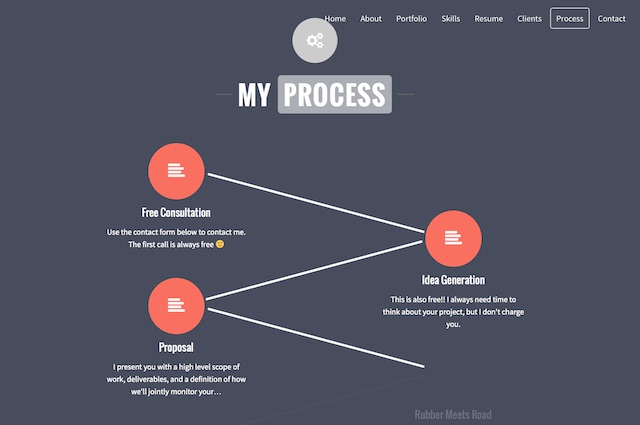 Home About Portfolio Skills Resume Clients Process Contact
MY PROCESS
Free Consultation
Use the contact form below to contact me.
The first call is always free 🙂
Idea Generation
This is also free!! I always need time to
think about your project, but I don't charge
you.
Proposal
I present you with a high level scope of
work, deliverables, and a definition of how
we'll jointly monitor your...
Rubber Meets Road